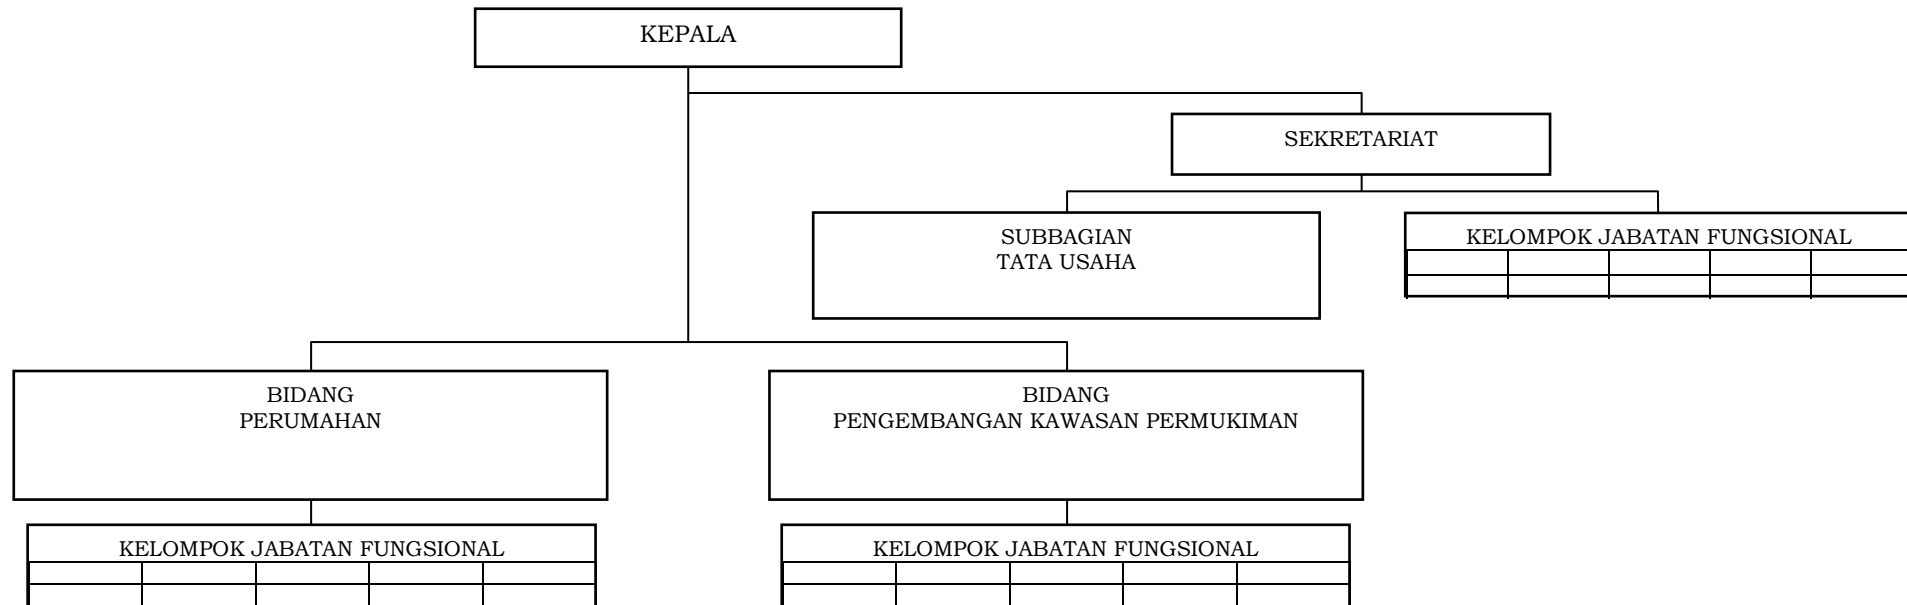 KEPALA
SEKRETARIAT
SUBBAGIAN
TATA USAHA
KELOMPOK JABATAN FUNGSIONAL
BIDANG
PERUMAHAN
BIDANG
PENGEMBANGAN KAWASAN PERMUKIMAN
KELOMPOK JABATAN FUNGSIONAL
KELOMPOK JABATAN FUNGSIONAL